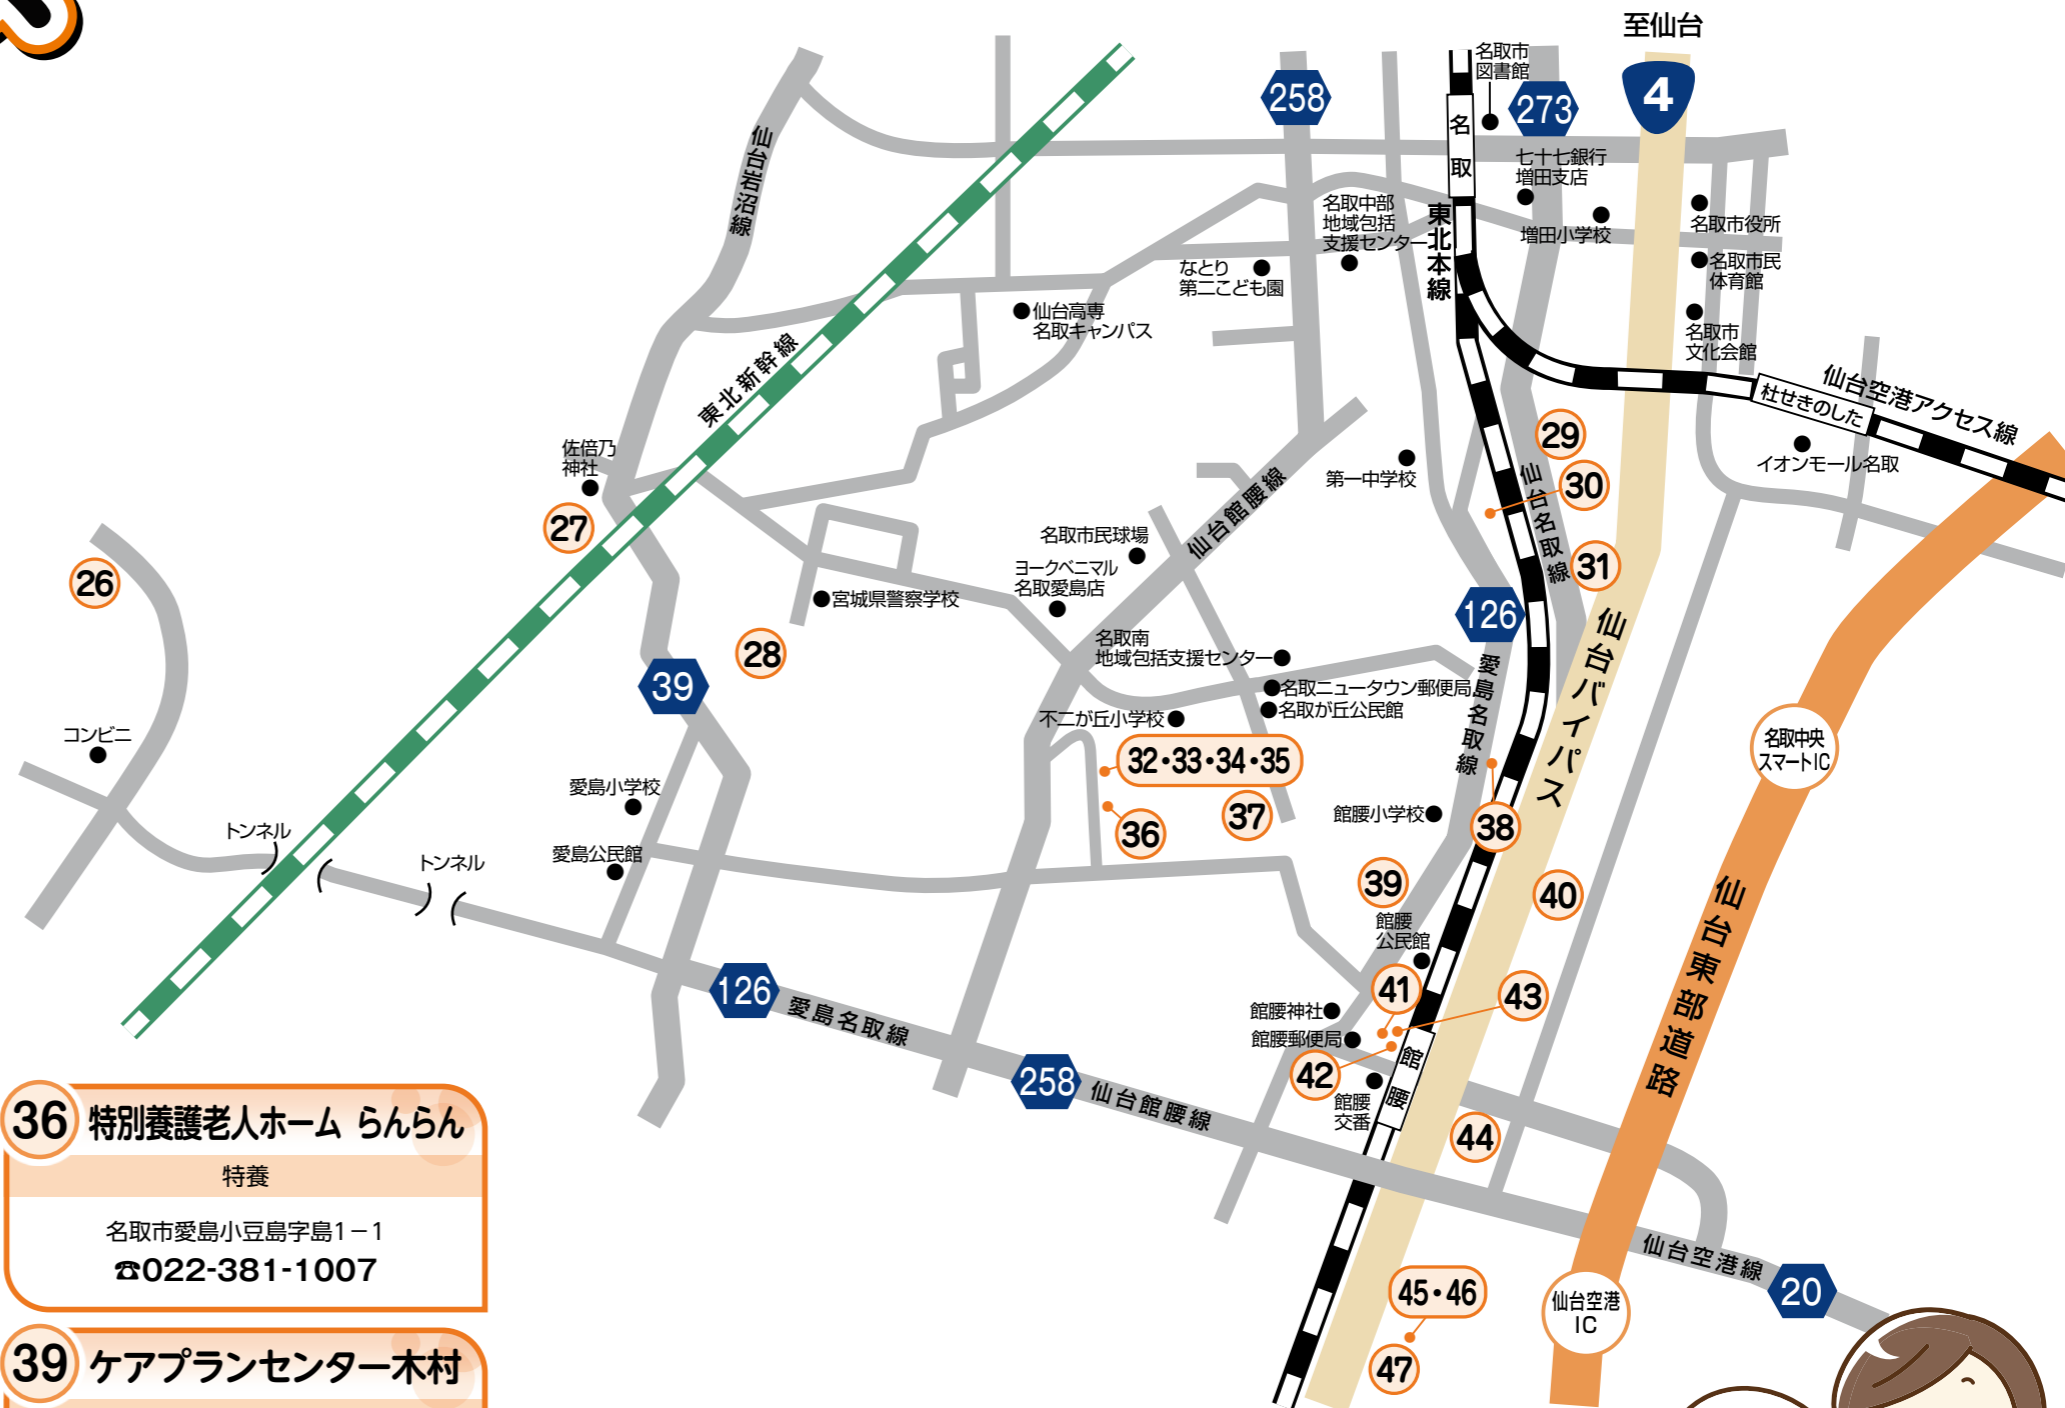 至仙台
名取市
図書館
258
273
4
名取
仙台岩沼線
七十七銀行
増田支店
名取中部
地域包括
支援センター
東北本線
増田小学校
名取市役所
なとり
第二こども園
名取市民
体育館
仙台高専
名取キャンパス
名取市
文化会館
東北新幹線
仙台空港アクセス線
杜せきのした
イオンモール名取
佐倍乃
神社
29
第一中学校
30
仙台名取線
仙台館腰線
27
名取市民球場
ヨークベニマル
名取愛島店
31
26
宮城県警察学校
126
仙台バイパス
28
名取南
地域包括支援センター
39
名取ニュータウン郵便局
名取が丘公民館
愛島名取線
不二が丘小学校
コンビニ
名取中央
スマートIC
32・33・34・35
愛島小学校
37
36
館腰小学校
38
トンネル
トンネル
愛島公民館
39
40
仙台東部道路
館腰
公民館
126
愛島名取線
41
43
館腰神社
館腰郵便局
42
館腰
258
仙台館腰線
館腰
交番
44
仙台空港線
20
45・46
仙台空港
IC
47
36 特別養護老人ホーム らんらん
特養
名取市愛島小豆島字島1−1
☎022-381-1007
39 ケアプランセンター木村